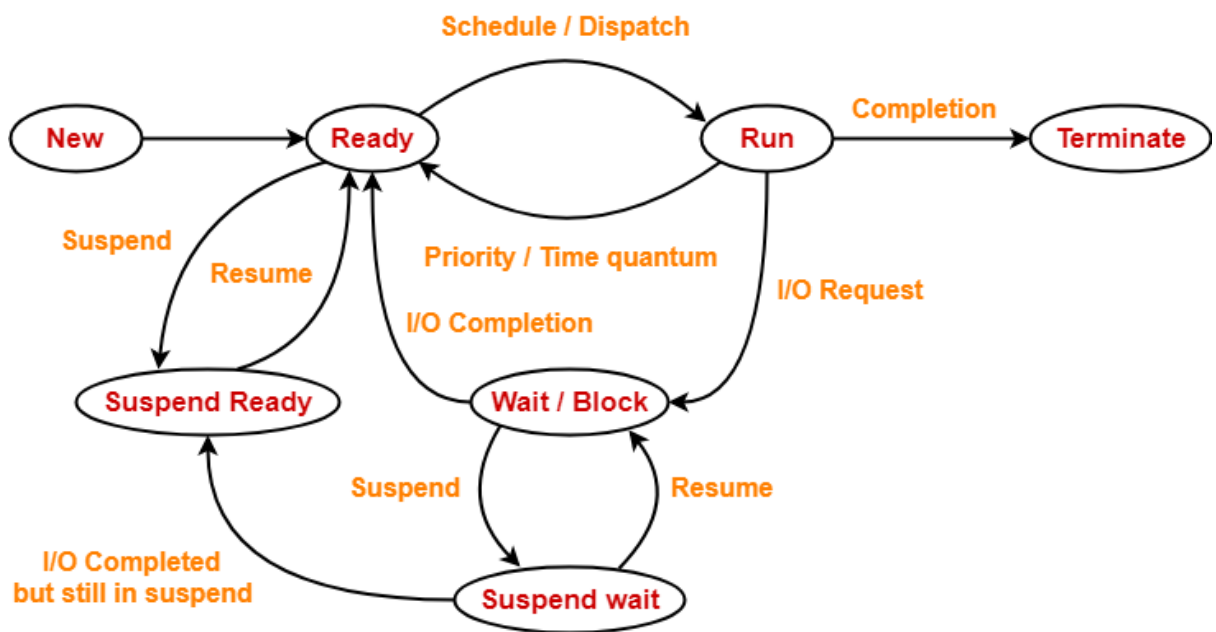 Schedule / Dispatch
New
Ready
Run
Completion
Terminate
Suspend
Resume
Priority / Time quantum
I/O Request
I/O Completion
Suspend Ready
Wait / Block
Suspend
Resume
I/O Completed
but still in suspend
Suspend wait